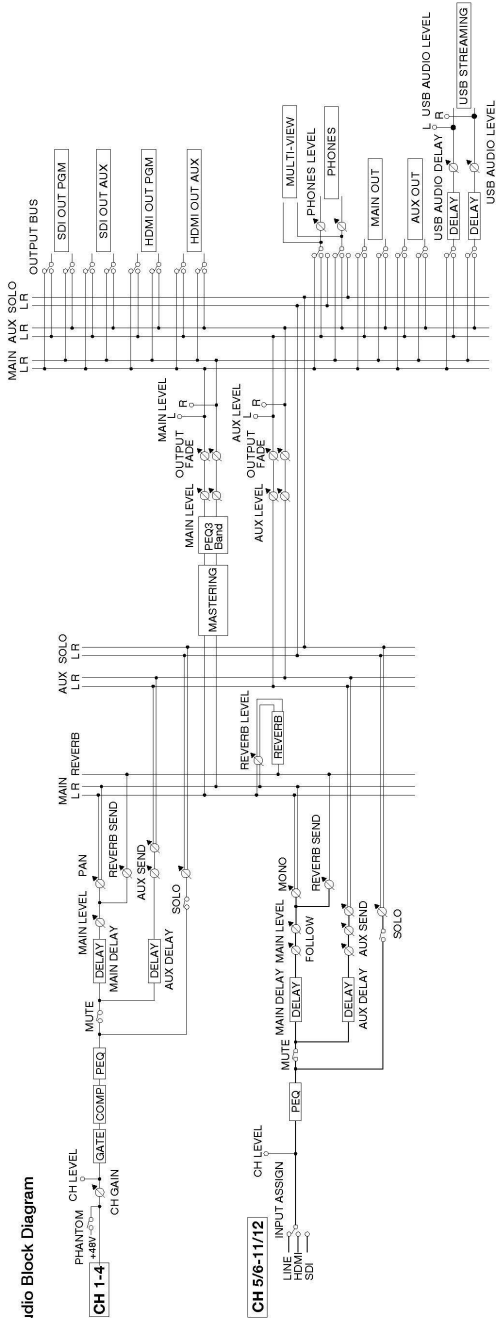 udio Block Diagram
PHANTOM
+48V
CH 1-4
CH LEVEL
CH GAIN
GATE
COMP
PEQ
MUTE
DELAY
MAIN DELAY
MAIN LEVEL
PAN
REVERB SEND
DELAY
AUX DELAY
AUX SEND
SOLO
CH 5/6-11/12
LINE
HDMI
SDI
INPUT ASSIGN
CH LEVEL
PEQ
MUTE
MAIN DELAY
DELAY
MAIN LEVEL
FOLLOW
MONO
REVERB SEND
DELAY
AUX DELAY
AUX SEND
SOLO
MAIN
L R
REVERB
AUX
L R
SOLO
L R
REVERB LEVEL
REVERB
MASTERING
PEQ3
Band
MAIN LEVEL
OUTPUT
FADE
MAIN LEVEL
L
R
AUX LEVEL
OUTPUT
FADE
AUX LEVEL
L
R
MAIN
L R
AUX
L R
SOLO
L R
OUTPUT BUS
SDI OUT PGM
SDI OUT AUX
HDMI OUT PGM
HDMI OUT AUX
MULTI-VIEW
PHONES LEVEL
PHONES
MAIN OUT
AUX OUT
USB AUDIO DELAY
DELAY
DELAY
USB AUDIO LEVEL
L
R
USB AUDIO LEVEL
USB STREAMING